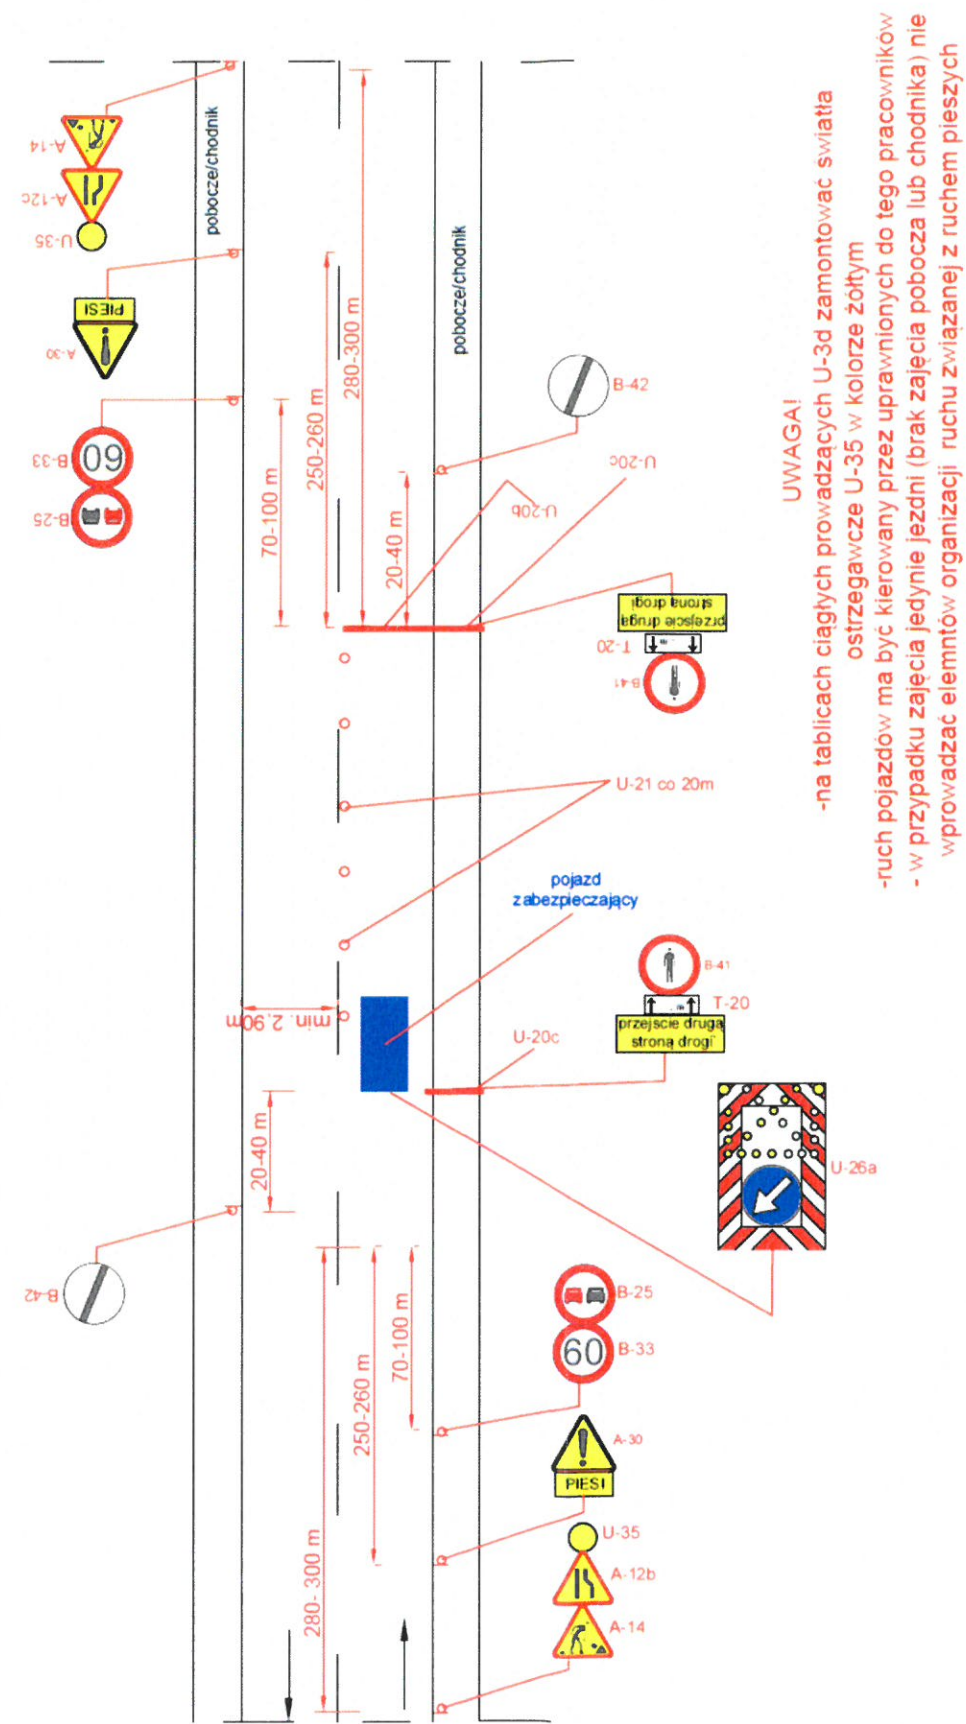 A-14
A-12c
U-35
PIESI
A-30
B-33
60
B-25
pobocze/chodnik
280-300 m
250-260 m
70-100 m
20-40 m
pobocze/chodnik
B-42
U-20c
U-20b
przejscie druga
stroną drogi
T-20
B-41
U-21 co 20m
pojazd
zabezpieczający
min. 2,90m
B-41
T-20
przejscie drugą
stroną drogi
U-20c
U-26a
20-40 m
B-42
B-25
60
B-33
70-100 m
250-260 m
280- 300 m
A-30
PIESI
U-35
A-12b
A-14
UWAGA!
-na tablicach ciągłych prowadzących U-3d zamontować światła
ostrzegawcze U-35 w kolorze żółtym
-ruch pojazdów ma być kierowany przez uprawnionych do tego pracowników
- w przypadku zajęcia jedynie jezdni (brak zajęcia pobocza lub chodnika) nie
wprowadzać elemntów organizacji ruchu związanej z ruchem pieszych